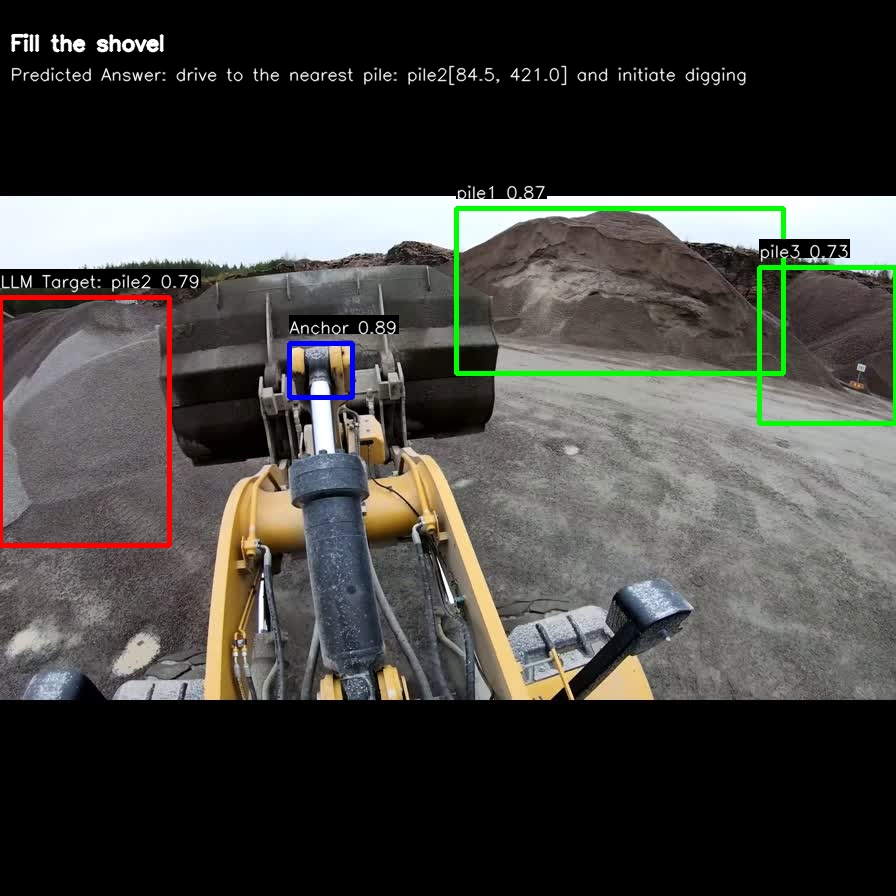 Fill the shovel
Predicted Answer: drive to the nearest pile: pile2[84.5, 421.0] and initiate digging
pile1 0.87
pile3 0.73
LLM Target: pile2 0.79
Anchor 0.89